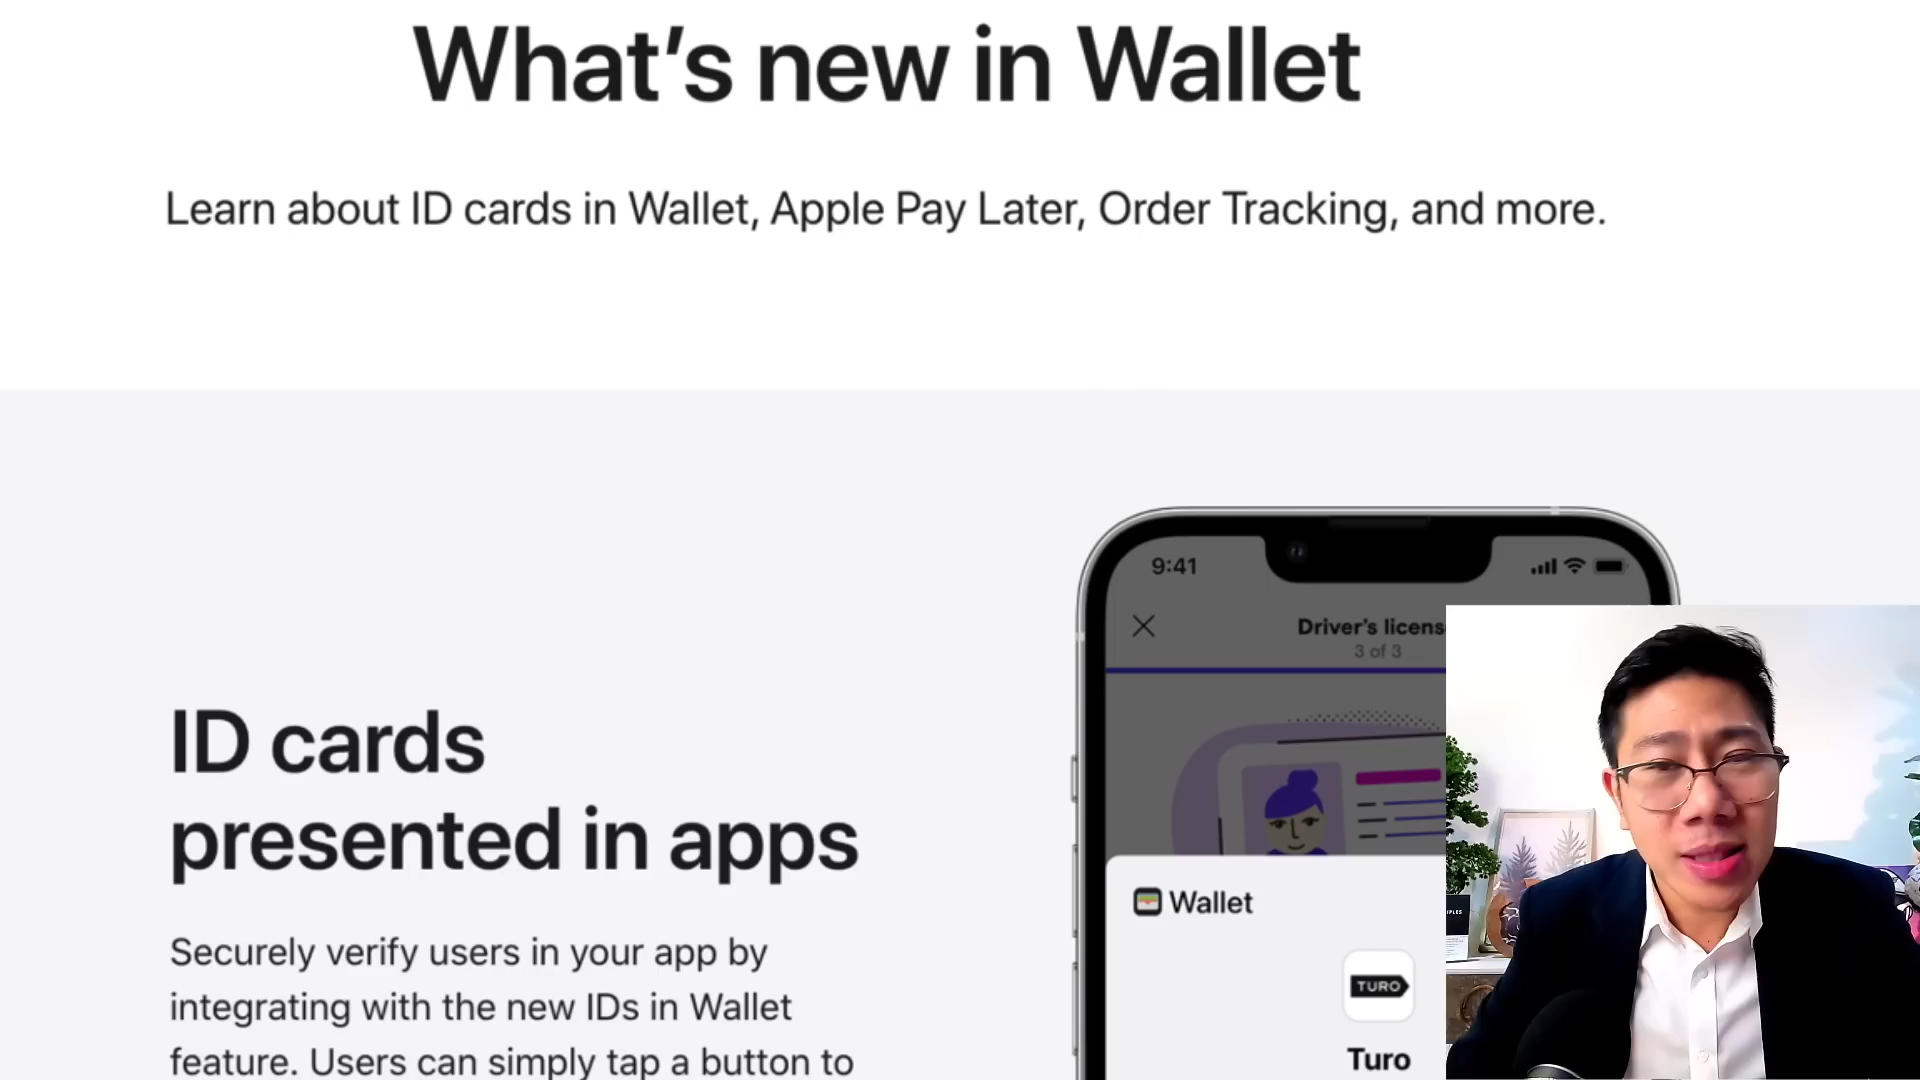 What’s new in Wallet
Learn about ID cards in Wallet, Apple Pay Later, Order Tracking, and more.
9:41
Driver’s licens
3 of 3
ID cards
presented in apps
Wallet
Securely verify users in your app by
integrating with the new IDs in Wallet
feature. Users can simply tap a button to
TURO
Turo